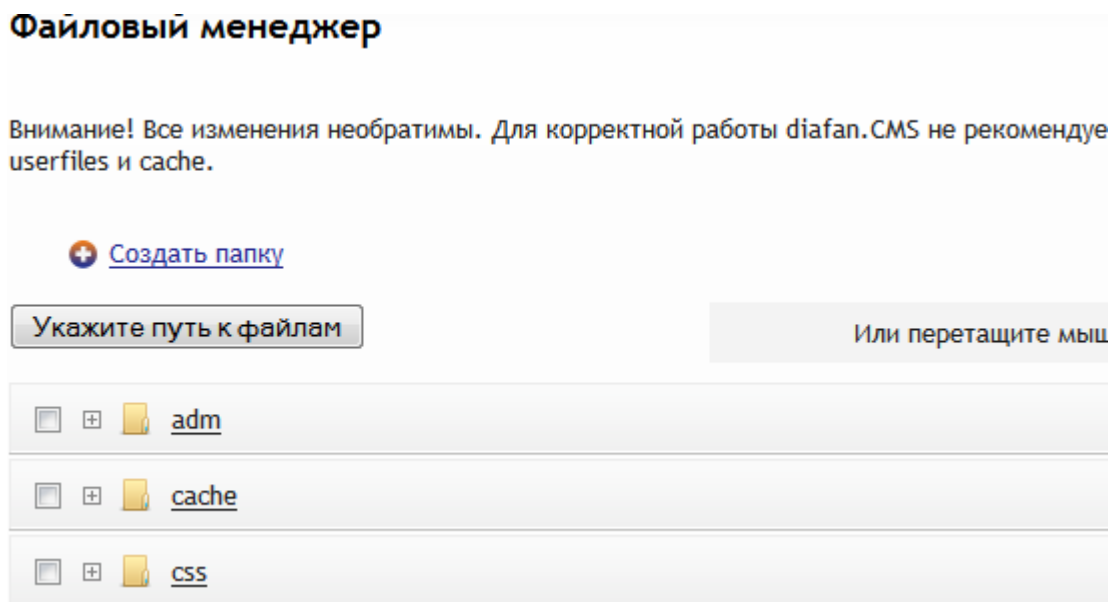 Файловый менеджер
Внимание! Все изменения необратимы. Для корректной работы diafan.CMS не рекомендуе
userfiles и cache.
Создать папку
Укажите путь к файлам
Или перетащите мыш
adm
cache
css